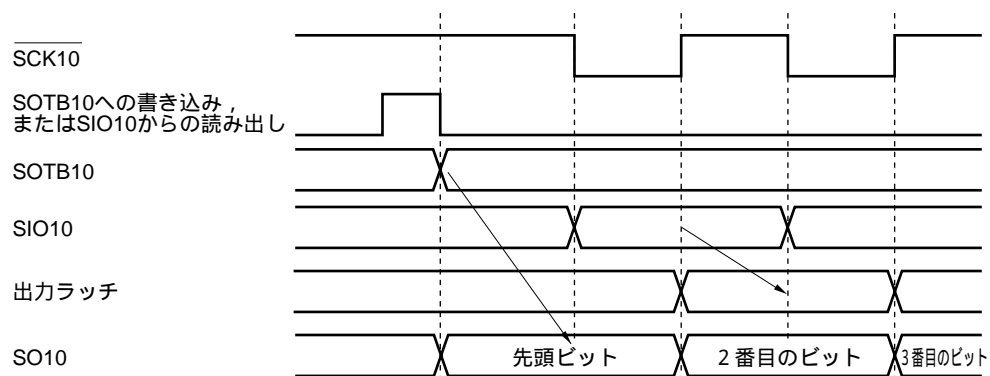 SCK10
SOTB10への書き込み，
またはSIO10からの読み出し
SOTB10
SIO10
出力ラッチ
SO10
先頭ビット
2番目のビット
3番目のビット